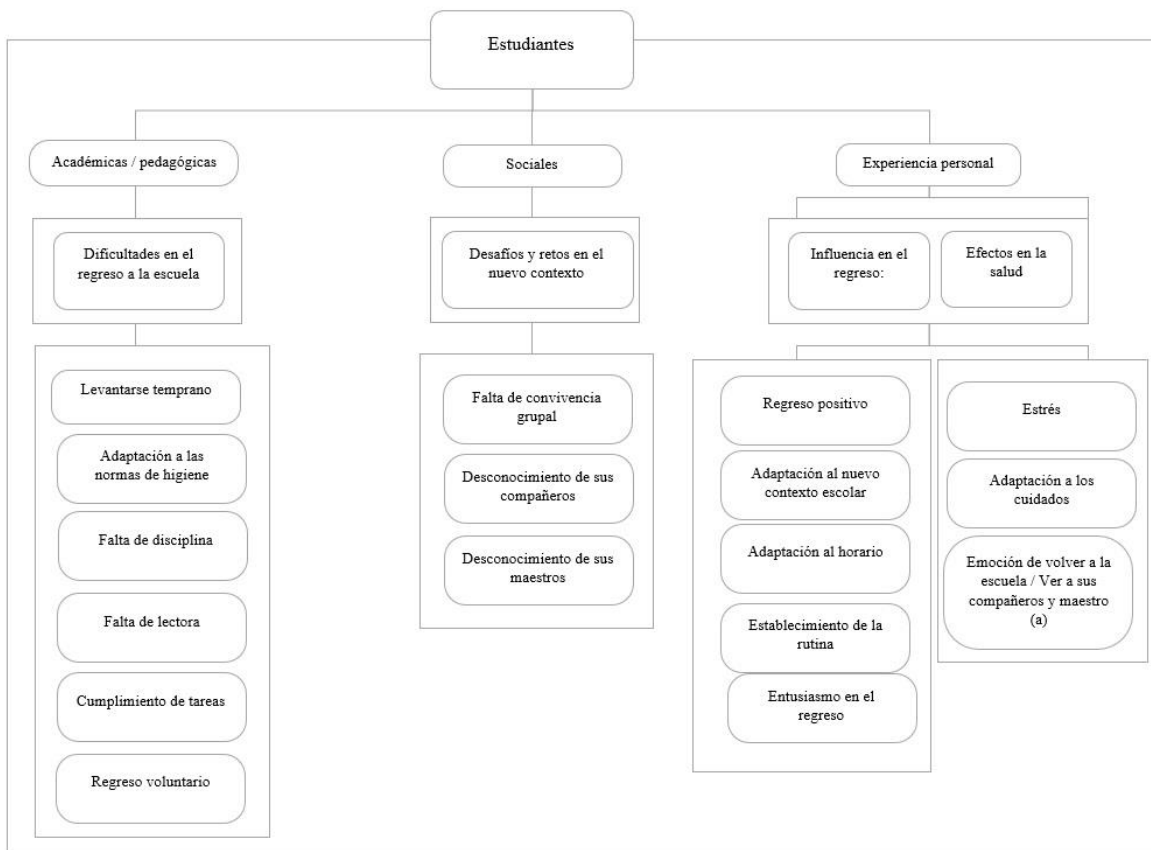 Estudiantes
Académicas / pedagógicas
Sociales
Experiencia personal
Dificultades en el
regreso a la escuela
Desafíos y retos en el
nuevo contexto
Influencia en el
regreso:
Efectos en la
salud
Levantarse temprano
Adaptación a las
normas de higiene
Falta de disciplina
Falta de lectora
Cumplimiento de tareas
Regreso voluntario
Falta de convivencia
grupal
Desconocimiento de sus
compañeros
Desconocimiento de sus
maestros
Regreso positivo
Adaptación al nuevo
contexto escolar
Adaptación al horario
Establecimiento de la
rutina
Entusiasmo en el
regreso
Estrés
Adaptación a los
cuidados
Emoción de volver a la
escuela / Ver a sus
compañeros y maestro
(a)